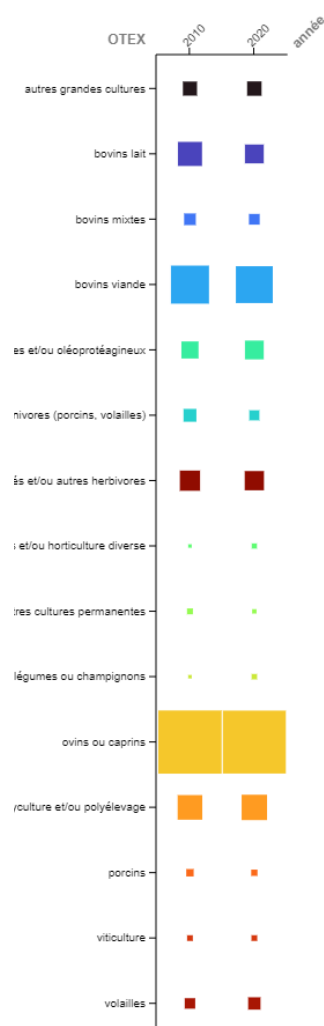 OTEX
2010
2020
année
autres grandes cultures
bovins lait
bovins mixtes
bovins viande
es et/ou oléoprotéagineux
nivores (porcins, volailles)
és et/ou autres herbivores
s et/ou horticulture diverse
tres cultures permanentes
légumes ou champignons
ovins ou caprins
yculture et/ou polyélevage
porcins
viticulture
volailles